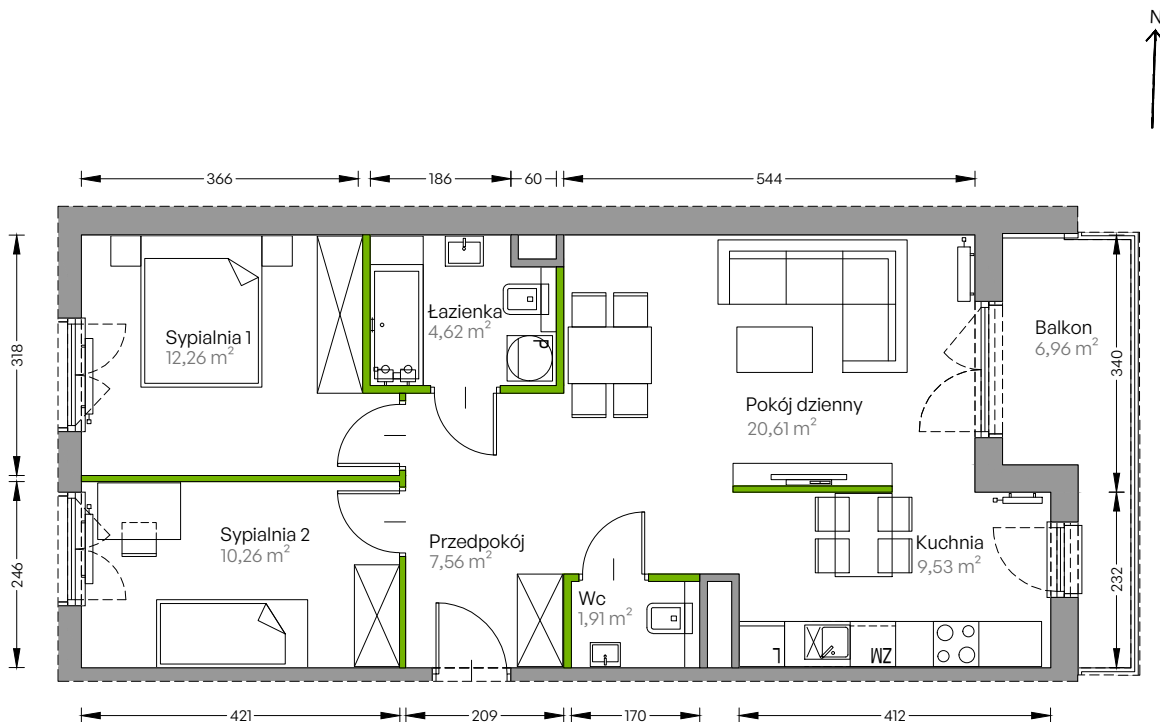 N
366
186
60
544
318
246
Sypialnia 1
12,26 m²
Łazienka
4,62 m²
P
Balkon
6,96 m²
340
Pokój dzienny
20,61 m²
Sypialnia 2
10,26 m²
Przedpokój
7,56 m²
Kuchnia
9,53 m²
232
Wc
1,91 m²
L
ZM
421
209
170
412